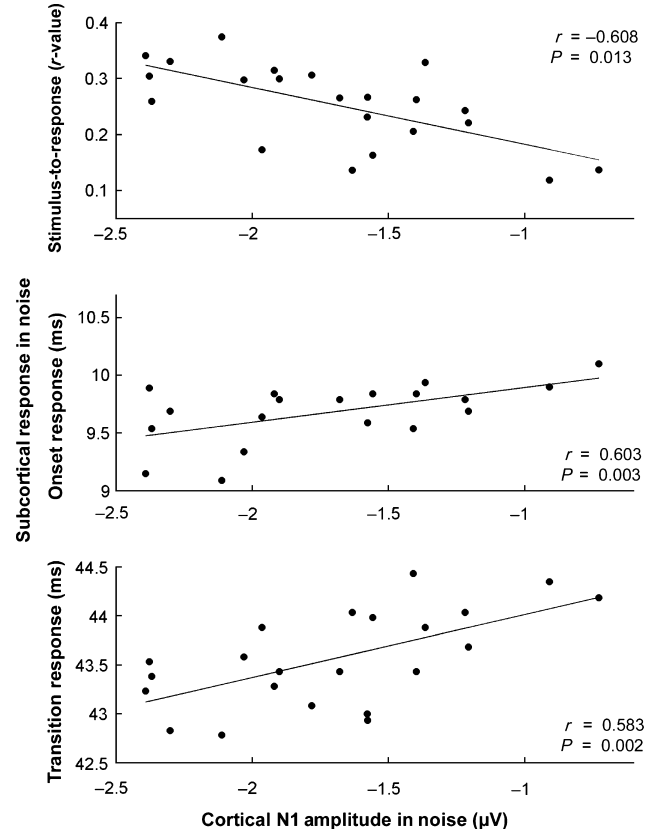 Subcortical response in noise
Stimulus-to-response (r-value)
0.4
0.3
0.2
0.1
r = –0.608
P = 0.013
–2.5 –2 –1.5 –1
Onset response (ms)
10.5
10
9.5
9
r = 0.603
P = 0.003
–2.5 –2 –1.5 –1
Transition response (ms)
44.5
44
43.5
43
42.5
r = 0.583
P = 0.002
–2.5 –2 –1.5 –1
Cortical N1 amplitude in noise (µV)